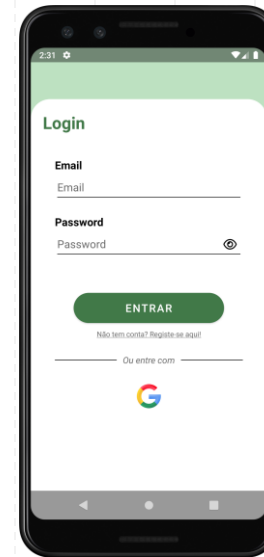 2:31
Login
Email
Email
Password
Password
ENTRAR
Não tem conta? Registe-se aqui!
Ou entre com